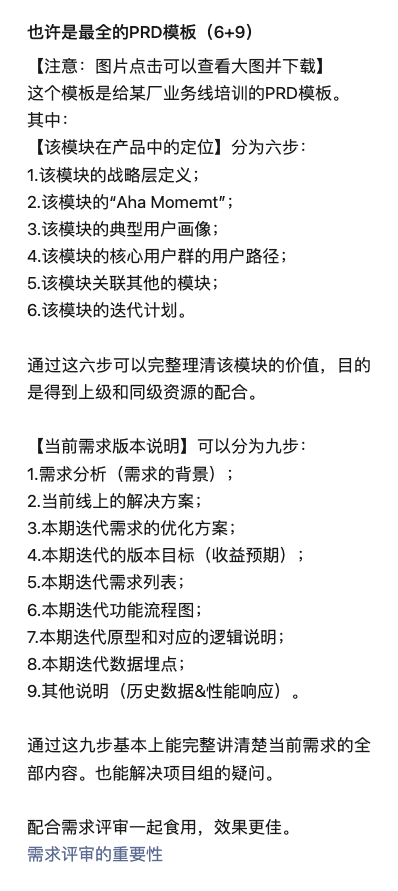 也许是最全的PRD模板（6+9）
【注意：图片点击可以查看大图并下载】
这个模板是给某厂业务线培训的PRD模板。
其中：
【该模块在产品中的定位】分为六步：
1.该模块的战略层定义；
2.该模块的“Aha Momemt”；
3.该模块的典型用户画像；
4.该模块的核心用户群的用户路径；
5.该模块关联其他的模块；
6.该模块的迭代计划。
通过这六步可以完整理清该模块的价值，目的
是得到上级和同级资源的配合。
【当前需求版本说明】可以分为九步：
1.需求分析（需求的背景）；
2.当前线上的解决方案；
3.本期迭代需求的优化方案；
4.本期迭代的版本目标（收益预期）；
5.本期迭代需求列表；
6.本期迭代功能流程图；
7.本期迭代原型和对应的逻辑说明；
8.本期迭代数据埋点；
9.其他说明（历史数据&性能响应）。
通过这九步基本上能完整讲清楚当前需求的全
部内容。也能解决项目组的疑问。
配合需求评审一起食用，效果更佳。
需求评审的重要性